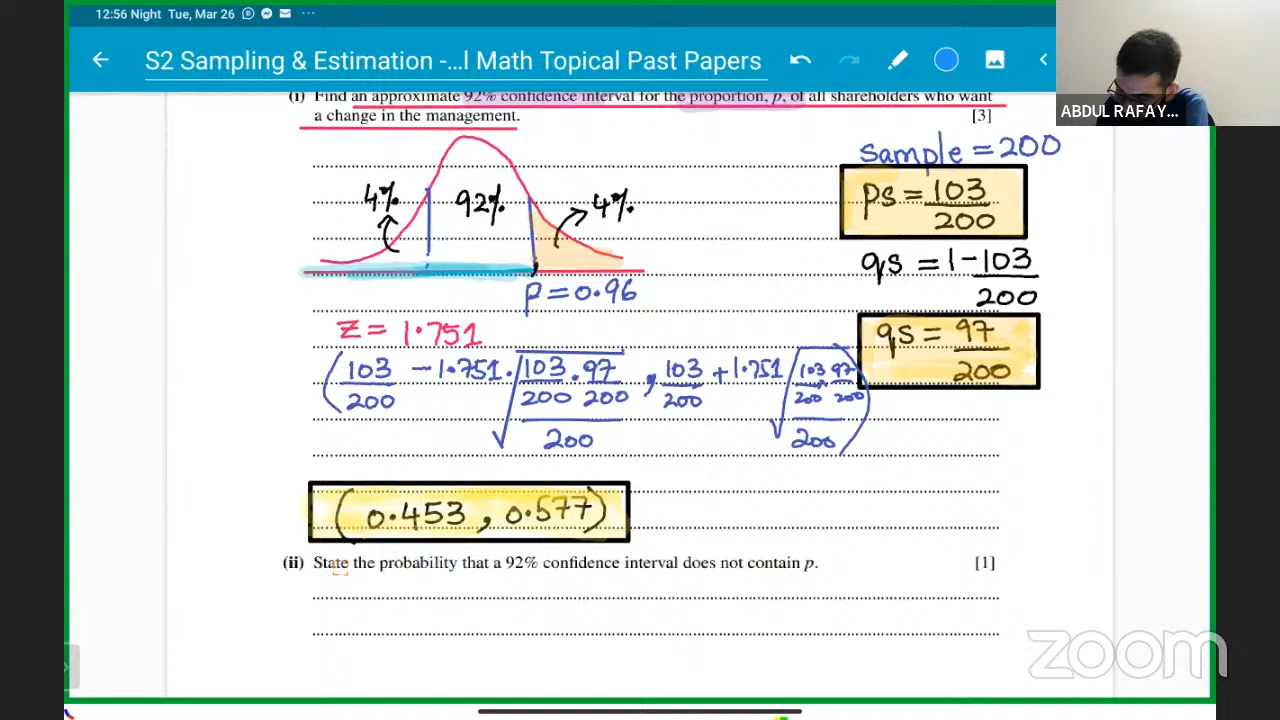 12:56 Night Tue, Mar 26 ...
S2 Sampling & Estimation -...l Math Topical Past Papers
ABDUL RAFAY...
(i) Find an approximate 92% confidence interval for the proportion, p, of all shareholders who want
a change in the management. [3]
sample = 200
4% 92% 4%
ps = 103/200
qs = 1 - 103/200
p = 0.96
z = 1.751
qs = 97/200
(103/200 - 1.751 . √(103/200 . 97/200 / 200) , 103/200 + 1.751 √(103/200 . 97/200 / 200))
(0.453, 0.577)
(ii) State the probability that a 92% confidence interval does not contain p. [1]
zoom